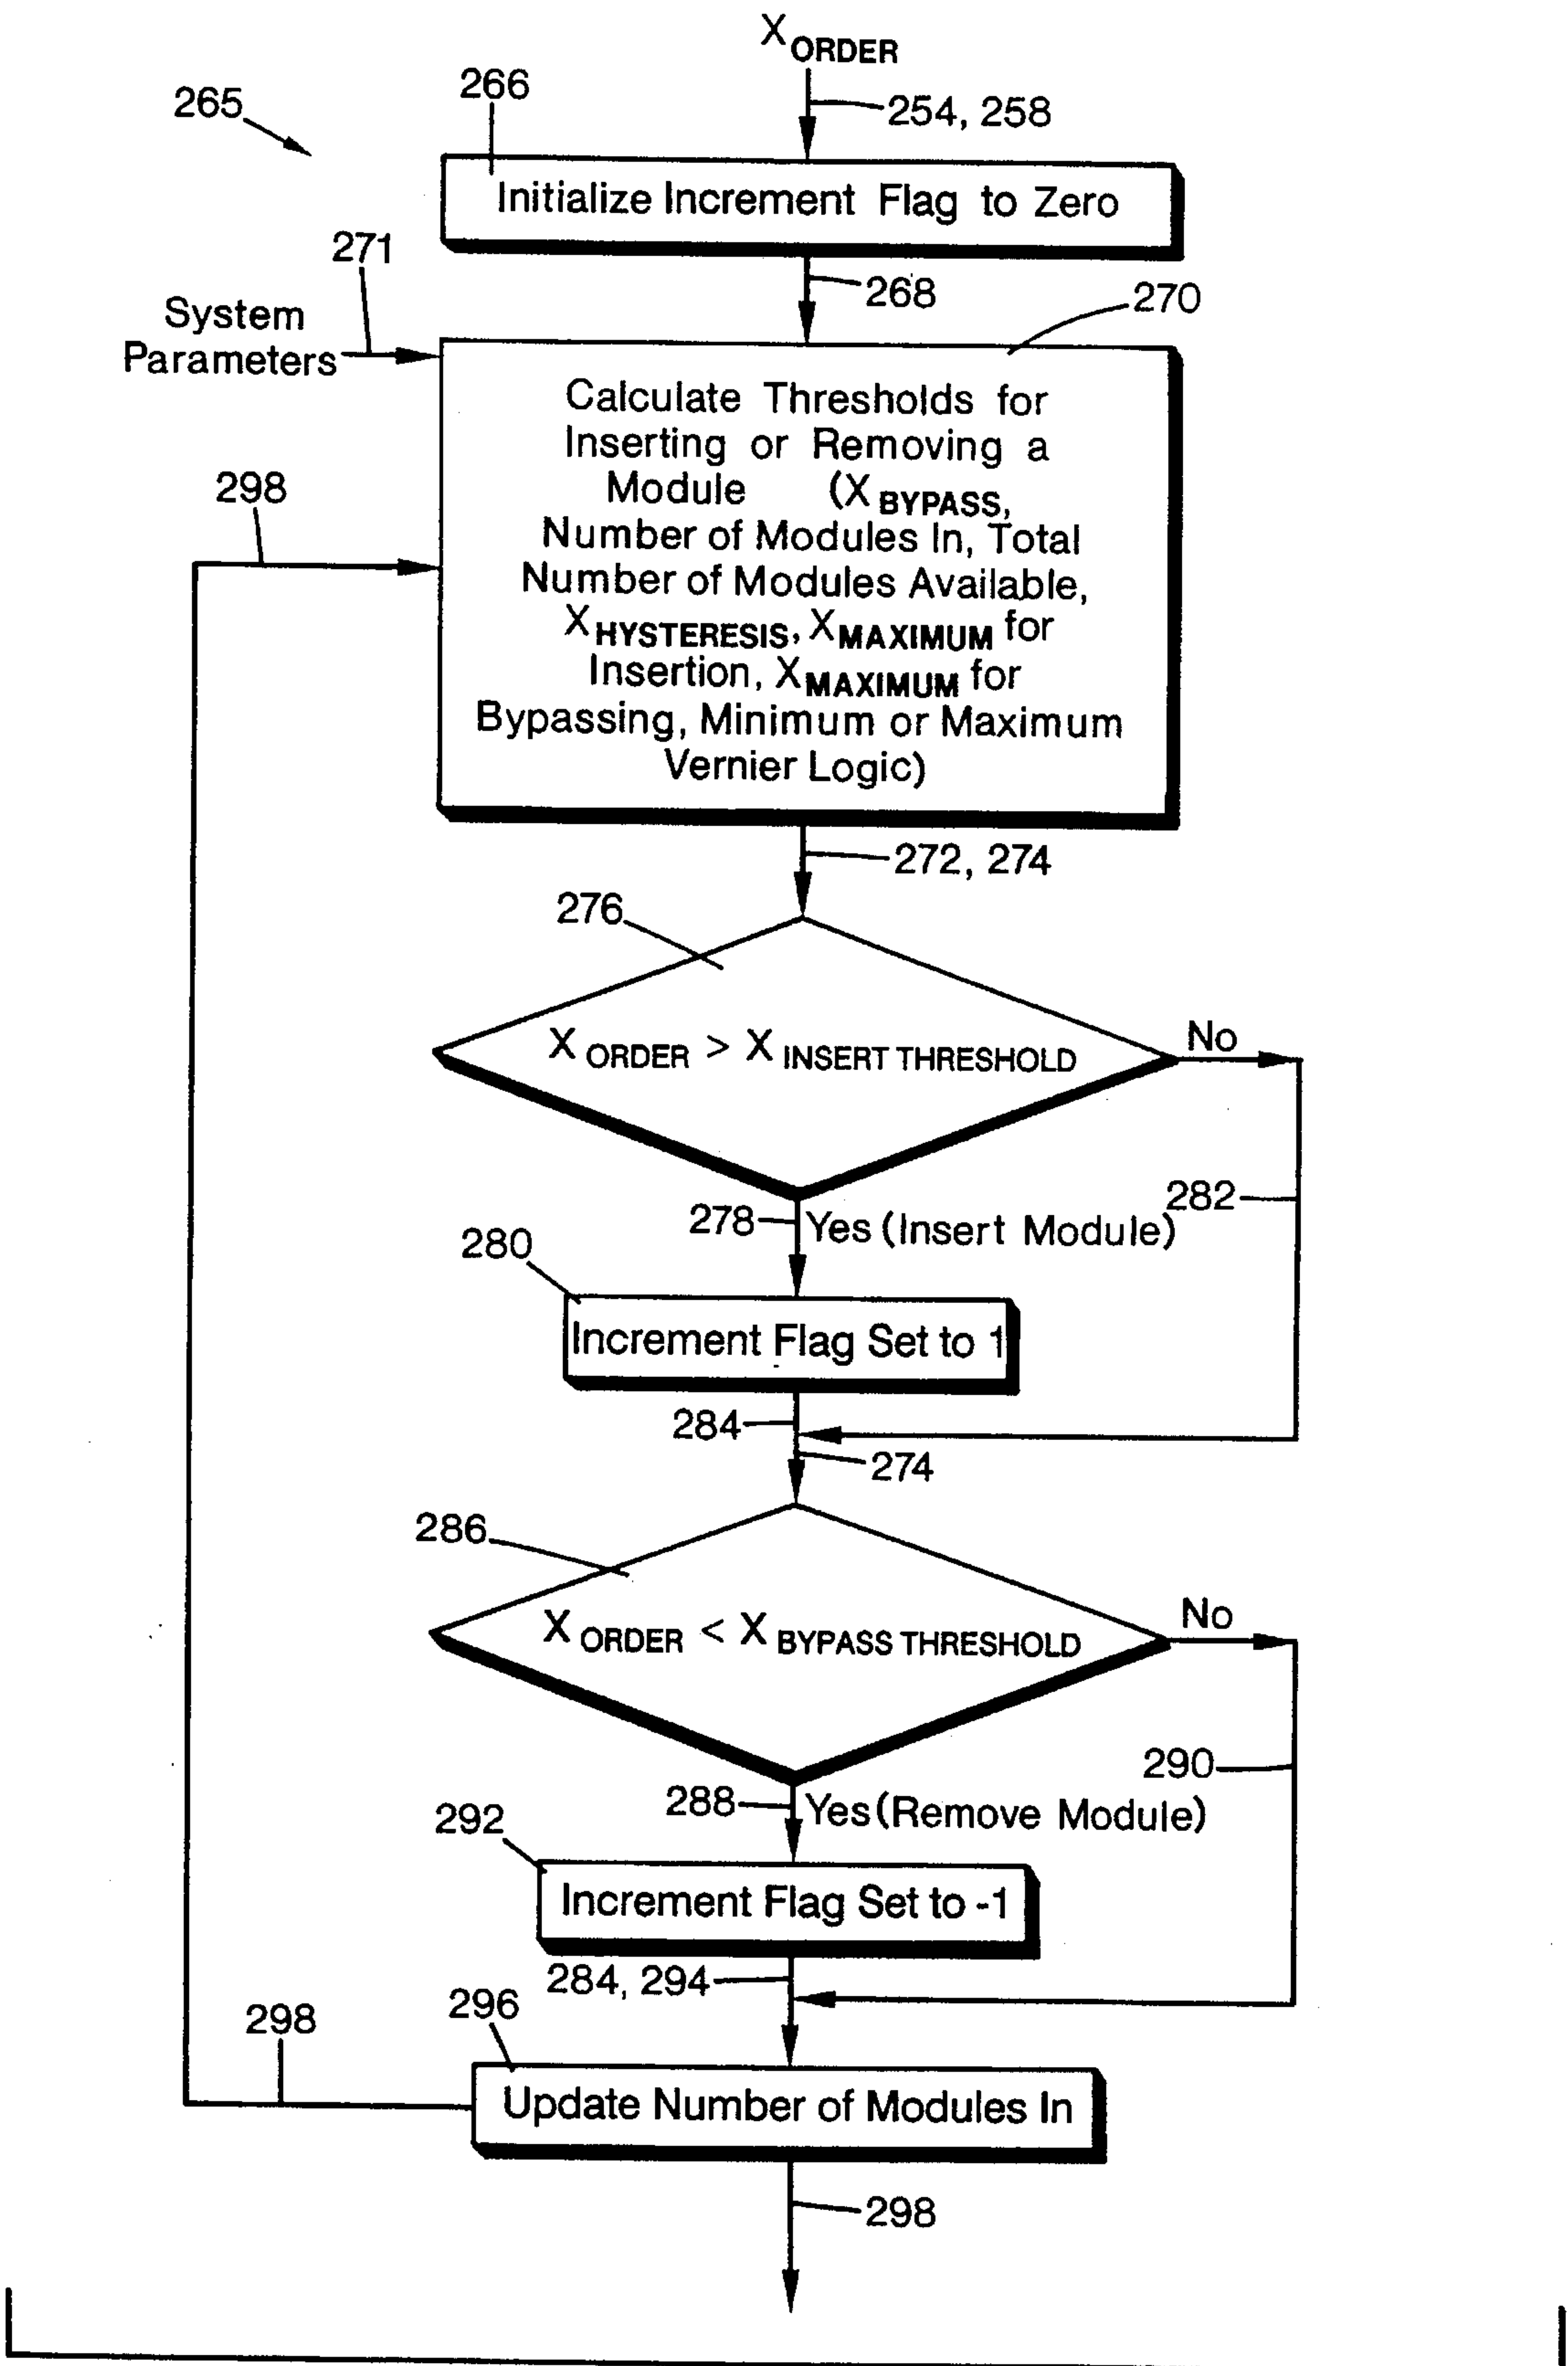 X ORDER
266
265
254, 258
Initialize Increment Flag to Zero
271
268
270
System
Parameters
Calculate Thresholds for
Inserting or Removing a
Module (X BYPASS,
Number of Modules In, Total
Number of Modules Available,
X HYSTERESIS, X MAXIMUM for
Insertion, X MAXIMUM for
Bypassing, Minimum or Maximum
Vernier Logic)
298
272, 274
276
X ORDER > X INSERT THRESHOLD
No
282
278
Yes (Insert Module)
280
Increment Flag Set to 1
284
274
286
X ORDER < X BYPASS THRESHOLD
No
290
288
Yes (Remove Module)
292
Increment Flag Set to -1
284, 294
296
298
Update Number of Modules In
298